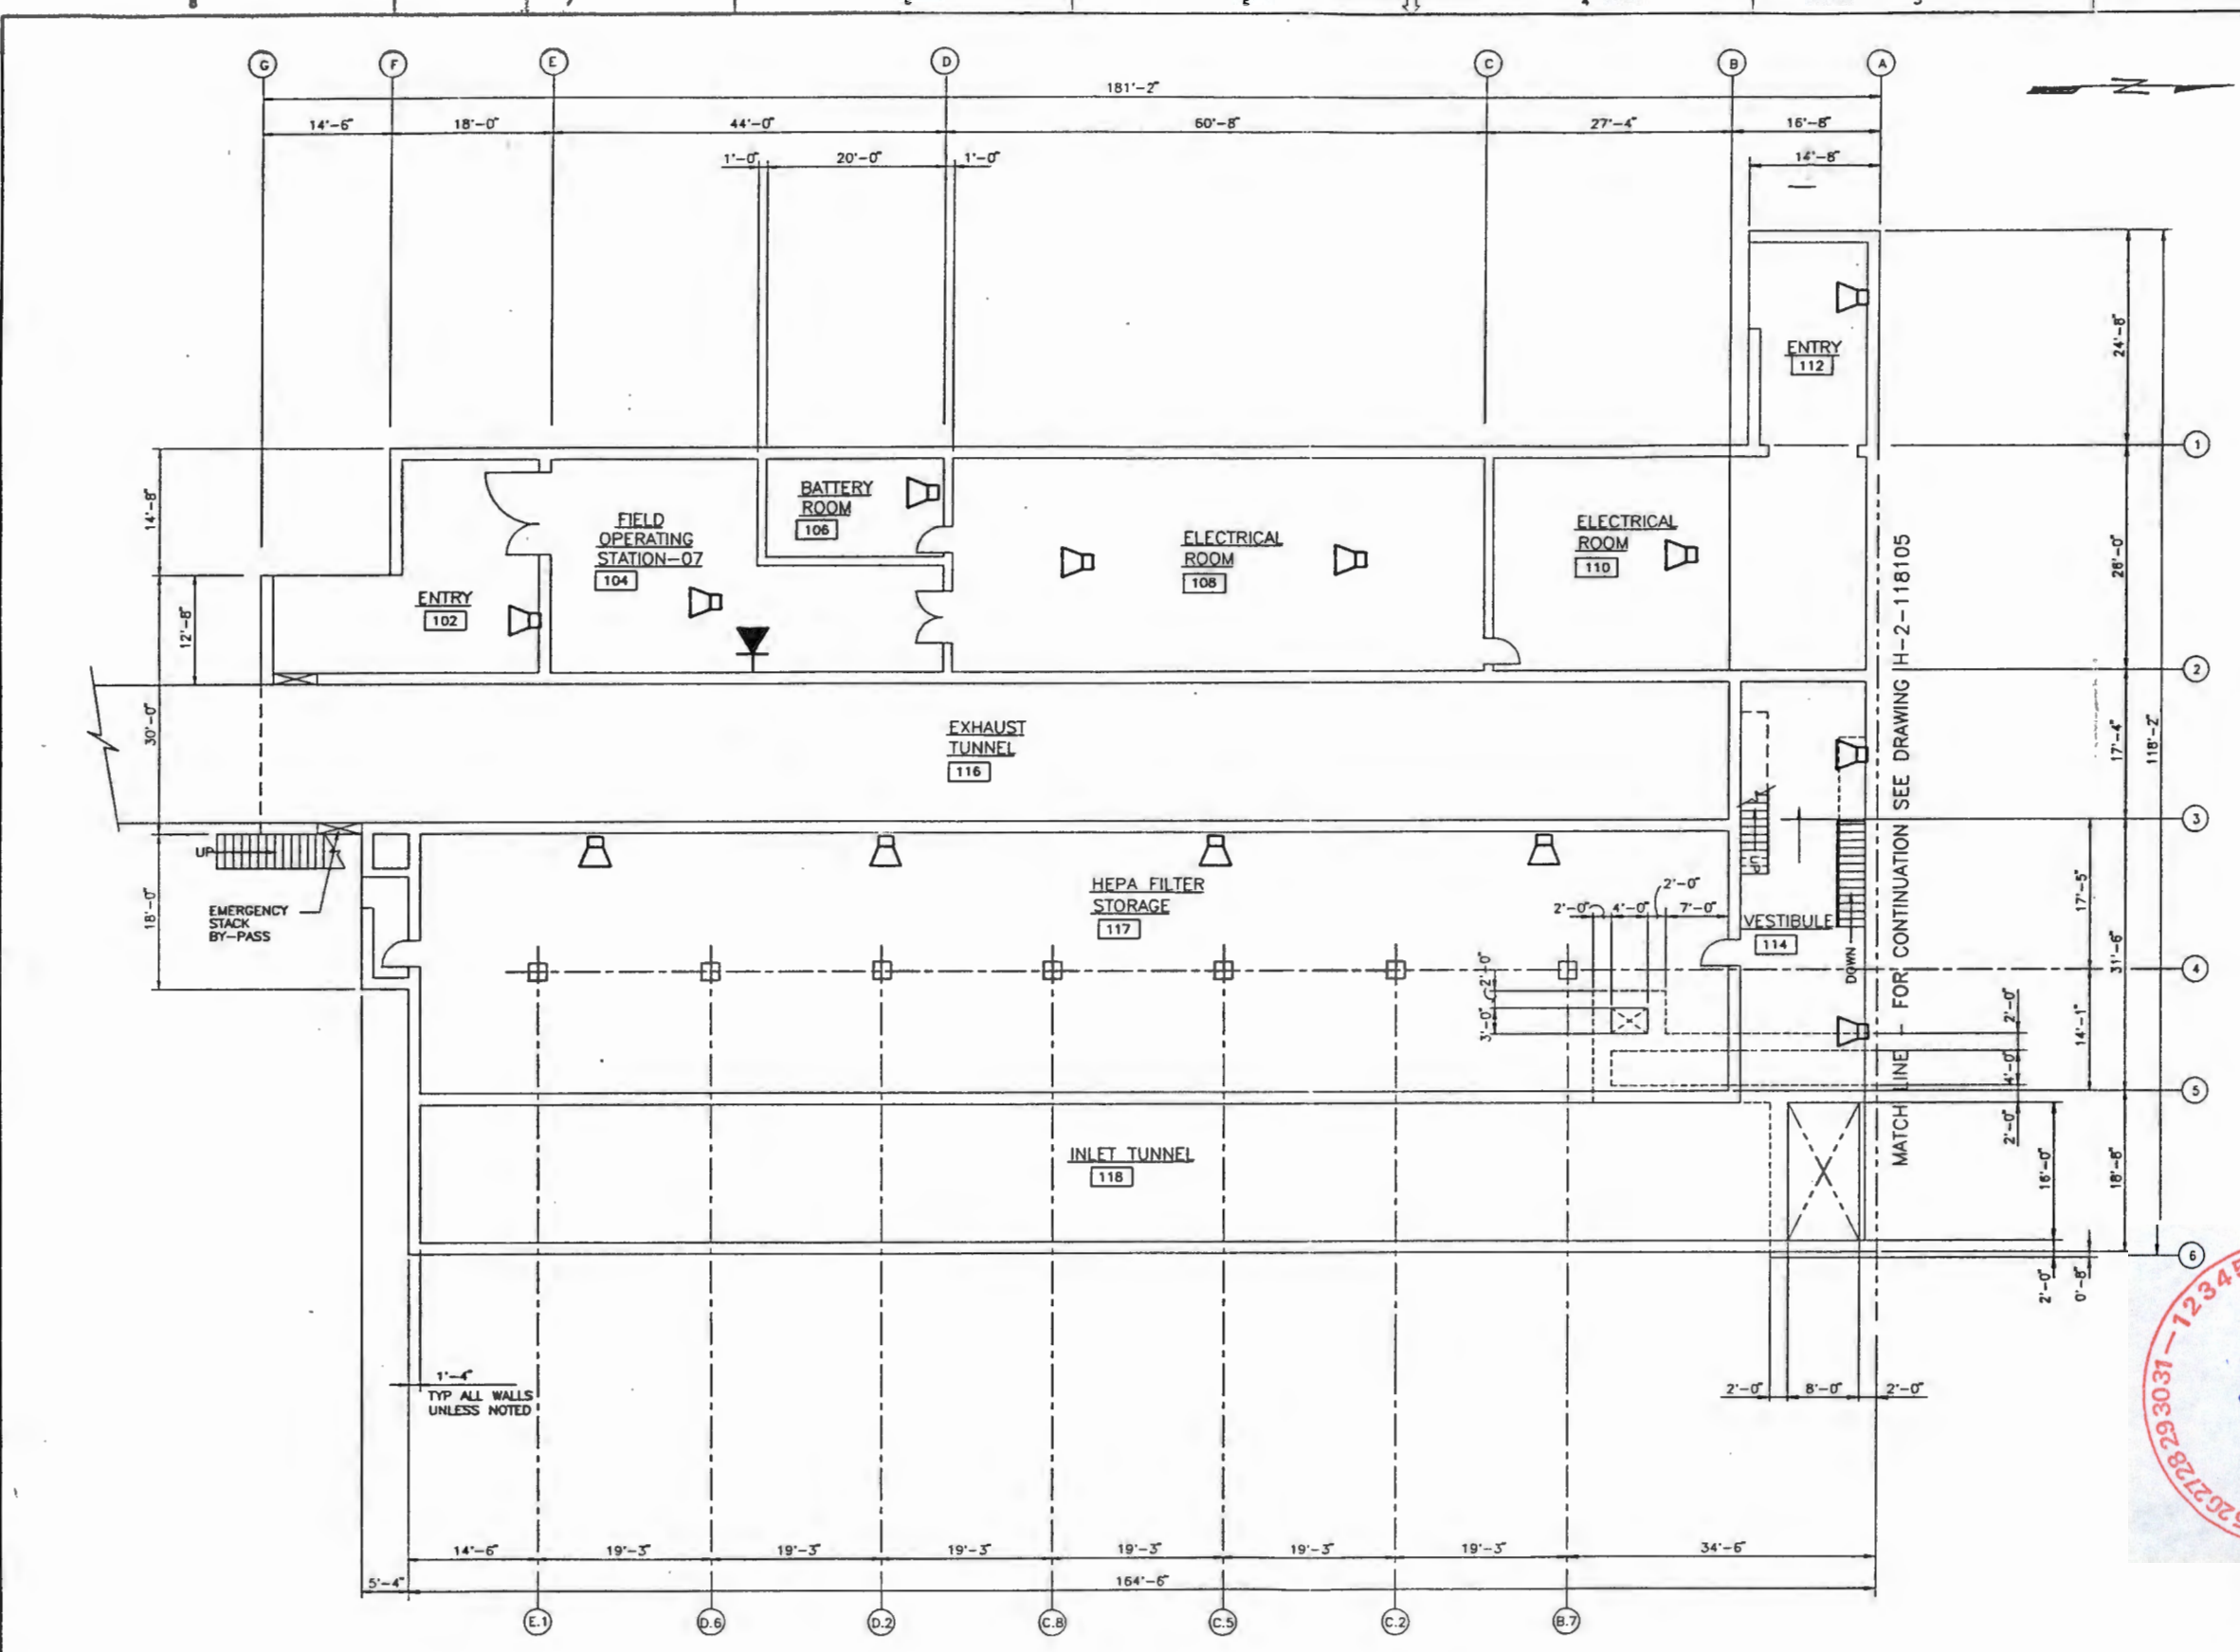 G
F
E
D
C
B
A
181'-2"
14'-6"
18'-0"
44'-0"
60'-8"
27'-4"
16'-8"
1'-0"
20'-0"
1'-0"
14'-8"
ENTRY
112
24'-8"
1
14'-8"
BATTERY
ROOM
106
FIELD
OPERATING
STATION-07
104
ELECTRICAL
ROOM
108
ELECTRICAL
ROOM
110
26'-0"
ENTRY
102
12'-8"
2
30'-0"
EXHAUST
TUNNEL
116
17'-4"
118'-2"
3
UP
UP
EMERGENCY
STACK
BY-PASS
18'-0"
HEPA FILTER
STORAGE
117
2'-0"
4'-0"
2'-0"
7'-0"
VESTIBULE
114
DOWN
17'-5"
31'-6"
4
2'-0"
3'-0"
2'-0"
14'-1"
4'-0"
5
2'-0"
MATCH LINE - FOR CONTINUATION SEE DRAWING H-2-118105
INLET TUNNEL
118
16'-0"
18'-8"
6
2'-0"
0'-8"
1'-4"
TYP ALL WALLS
UNLESS NOTED
2'-0"
8'-0"
2'-0"
14'-6"
19'-3"
19'-3"
19'-3"
19'-3"
19'-3"
19'-3"
34'-6"
5'-4"
164'-6"
E.1
D.6
D.2
C.8
C.5
C.2
B.7
262728293031-12345